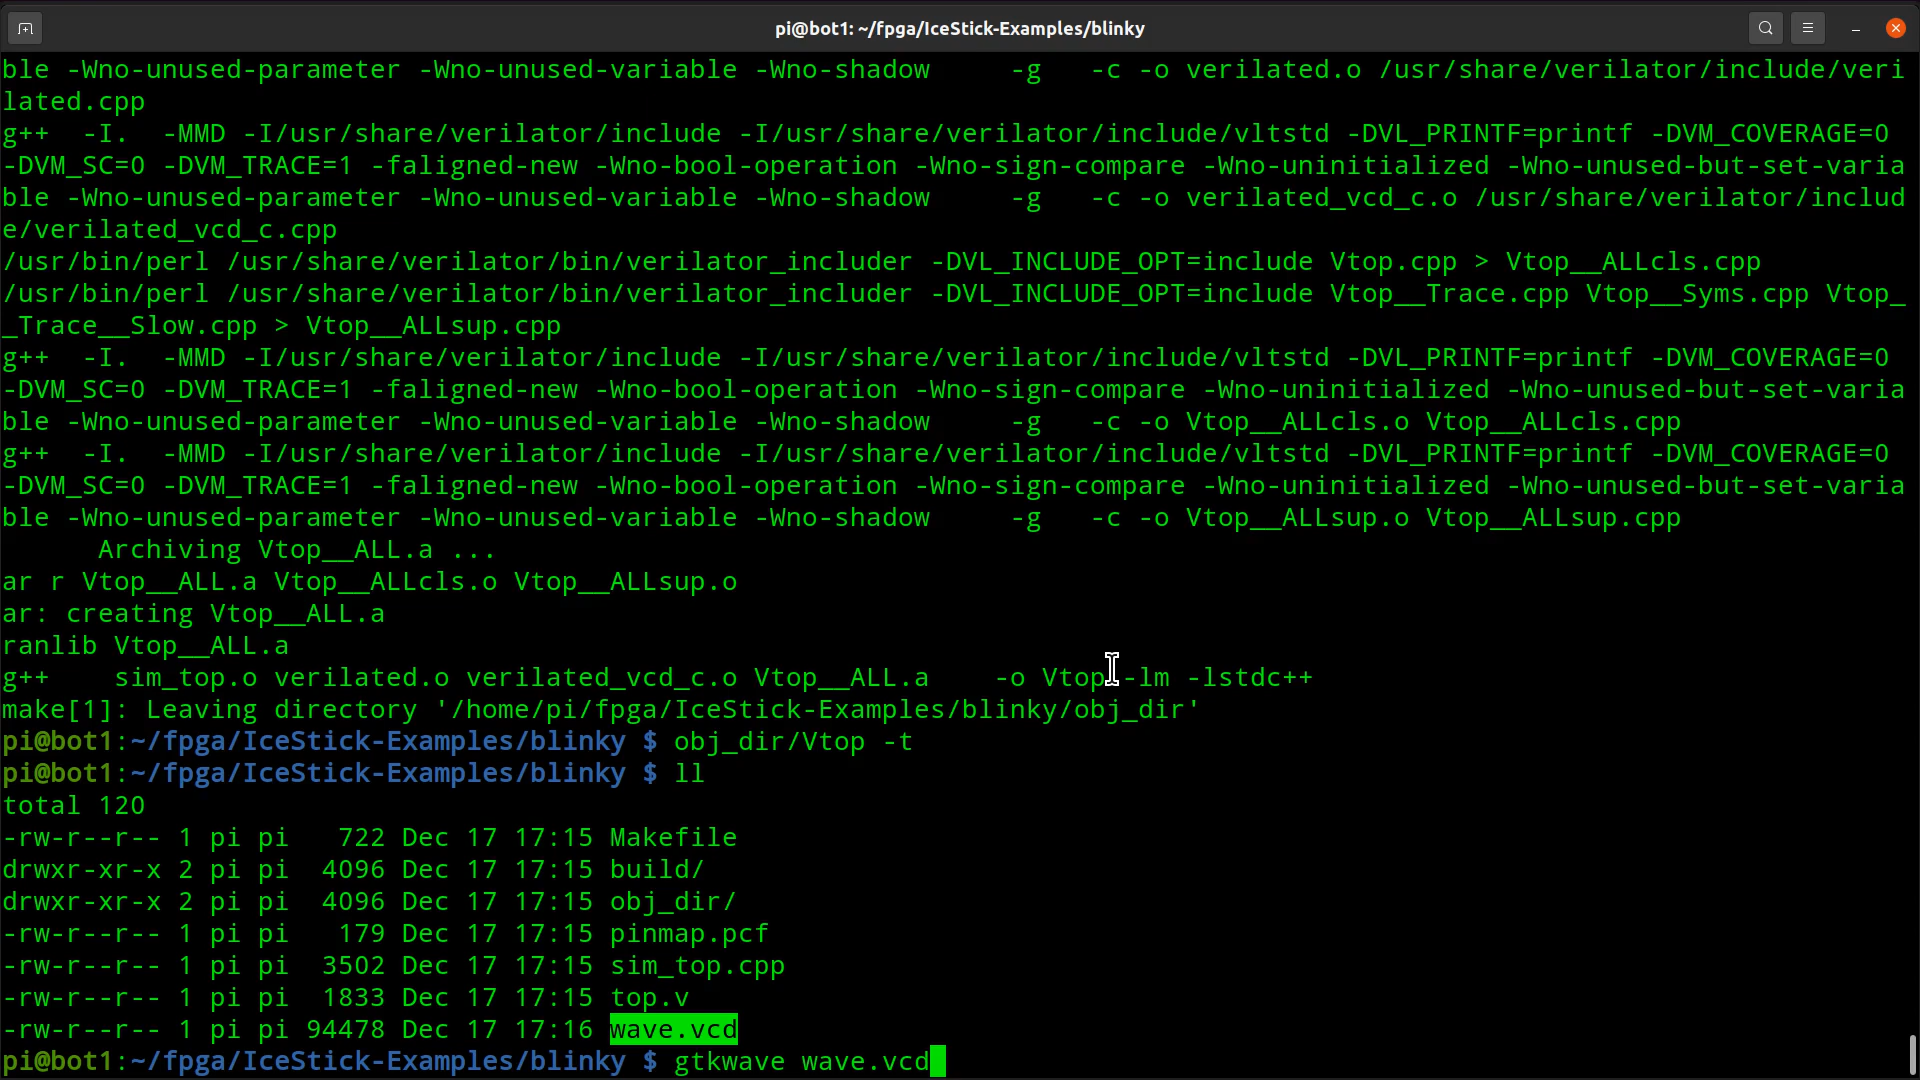 pi@bot1: ~/fpga/IceStick-Examples/blinky
ble -Wno-unused-parameter -Wno-unused-variable -Wno-shadow     -g   -c -o verilated.o /usr/share/verilator/include/veri
lated.cpp
g++  -I.  -MMD -I/usr/share/verilator/include -I/usr/share/verilator/include/vltstd -DVL_PRINTF=printf -DVM_COVERAGE=0
-DVM_SC=0 -DVM_TRACE=1 -faligned-new -Wno-bool-operation -Wno-sign-compare -Wno-uninitialized -Wno-unused-but-set-varia
ble -Wno-unused-parameter -Wno-unused-variable -Wno-shadow     -g   -c -o verilated_vcd_c.o /usr/share/verilator/includ
e/verilated_vcd_c.cpp
/usr/bin/perl /usr/share/verilator/bin/verilator_includer -DVL_INCLUDE_OPT=include Vtop.cpp > Vtop__ALLcls.cpp
/usr/bin/perl /usr/share/verilator/bin/verilator_includer -DVL_INCLUDE_OPT=include Vtop__Trace.cpp Vtop__Syms.cpp Vtop_
_Trace__Slow.cpp > Vtop__ALLsup.cpp
g++  -I.  -MMD -I/usr/share/verilator/include -I/usr/share/verilator/include/vltstd -DVL_PRINTF=printf -DVM_COVERAGE=0
-DVM_SC=0 -DVM_TRACE=1 -faligned-new -Wno-bool-operation -Wno-sign-compare -Wno-uninitialized -Wno-unused-but-set-varia
ble -Wno-unused-parameter -Wno-unused-variable -Wno-shadow     -g   -c -o Vtop__ALLcls.o Vtop__ALLcls.cpp
g++  -I.  -MMD -I/usr/share/verilator/include -I/usr/share/verilator/include/vltstd -DVL_PRINTF=printf -DVM_COVERAGE=0
-DVM_SC=0 -DVM_TRACE=1 -faligned-new -Wno-bool-operation -Wno-sign-compare -Wno-uninitialized -Wno-unused-but-set-varia
ble -Wno-unused-parameter -Wno-unused-variable -Wno-shadow     -g   -c -o Vtop__ALLsup.o Vtop__ALLsup.cpp
      Archiving Vtop__ALL.a ...
ar r Vtop__ALL.a Vtop__ALLcls.o Vtop__ALLsup.o
ar: creating Vtop__ALL.a
ranlib Vtop__ALL.a
g++    sim_top.o verilated.o verilated_vcd_c.o Vtop__ALL.a    -o Vtop -lm -lstdc++
make[1]: Leaving directory '/home/pi/fpga/IceStick-Examples/blinky/obj_dir'
pi@bot1:~/fpga/IceStick-Examples/blinky $ obj_dir/Vtop -t
pi@bot1:~/fpga/IceStick-Examples/blinky $ ll
total 120
-rw-r--r-- 1 pi pi   722 Dec 17 17:15 Makefile
drwxr-xr-x 2 pi pi  4096 Dec 17 17:15 build/
drwxr-xr-x 2 pi pi  4096 Dec 17 17:15 obj_dir/
-rw-r--r-- 1 pi pi   179 Dec 17 17:15 pinmap.pcf
-rw-r--r-- 1 pi pi  3502 Dec 17 17:15 sim_top.cpp
-rw-r--r-- 1 pi pi  1833 Dec 17 17:15 top.v
-rw-r--r-- 1 pi pi 94478 Dec 17 17:16 wave.vcd
pi@bot1:~/fpga/IceStick-Examples/blinky $ gtkwave wave.vcd